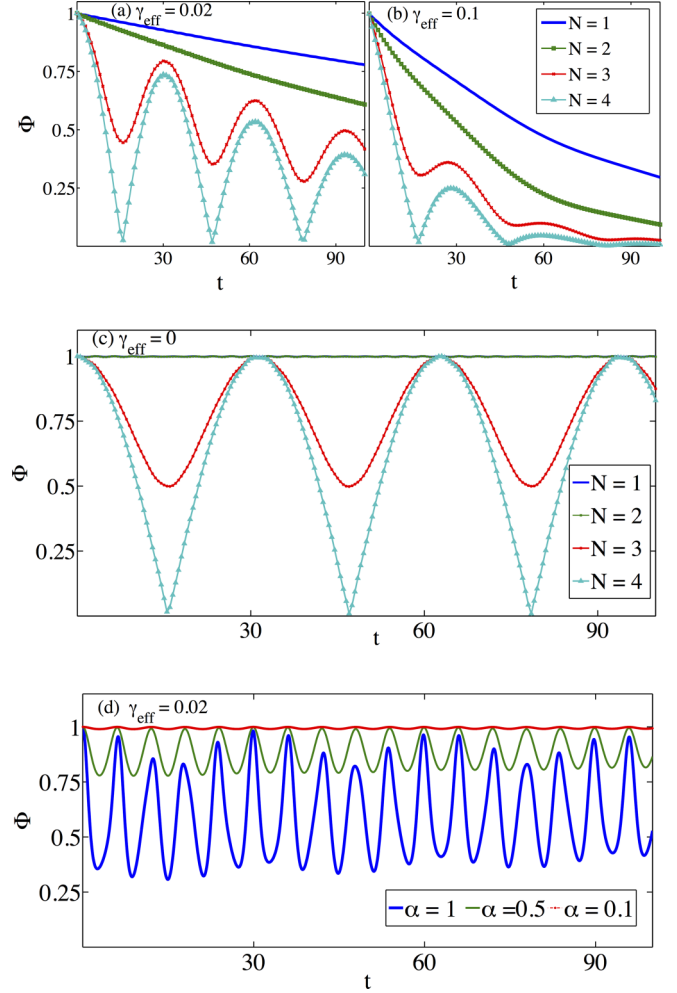 (a) γeff = 0.02
(b) γeff = 0.1
1
0.75
0.5
0.25
Φ
30 60 90
t
N = 1
N = 2
N = 3
N = 4
30 60 90
t
(c) γeff = 0
1
0.75
0.5
0.25
Φ
N = 1
N = 2
N = 3
N = 4
30 60 90
t
(d) γeff = 0.02
1
0.75
0.5
0.25
Φ
α = 1 α =0.5 α = 0.1
30 60 90
t